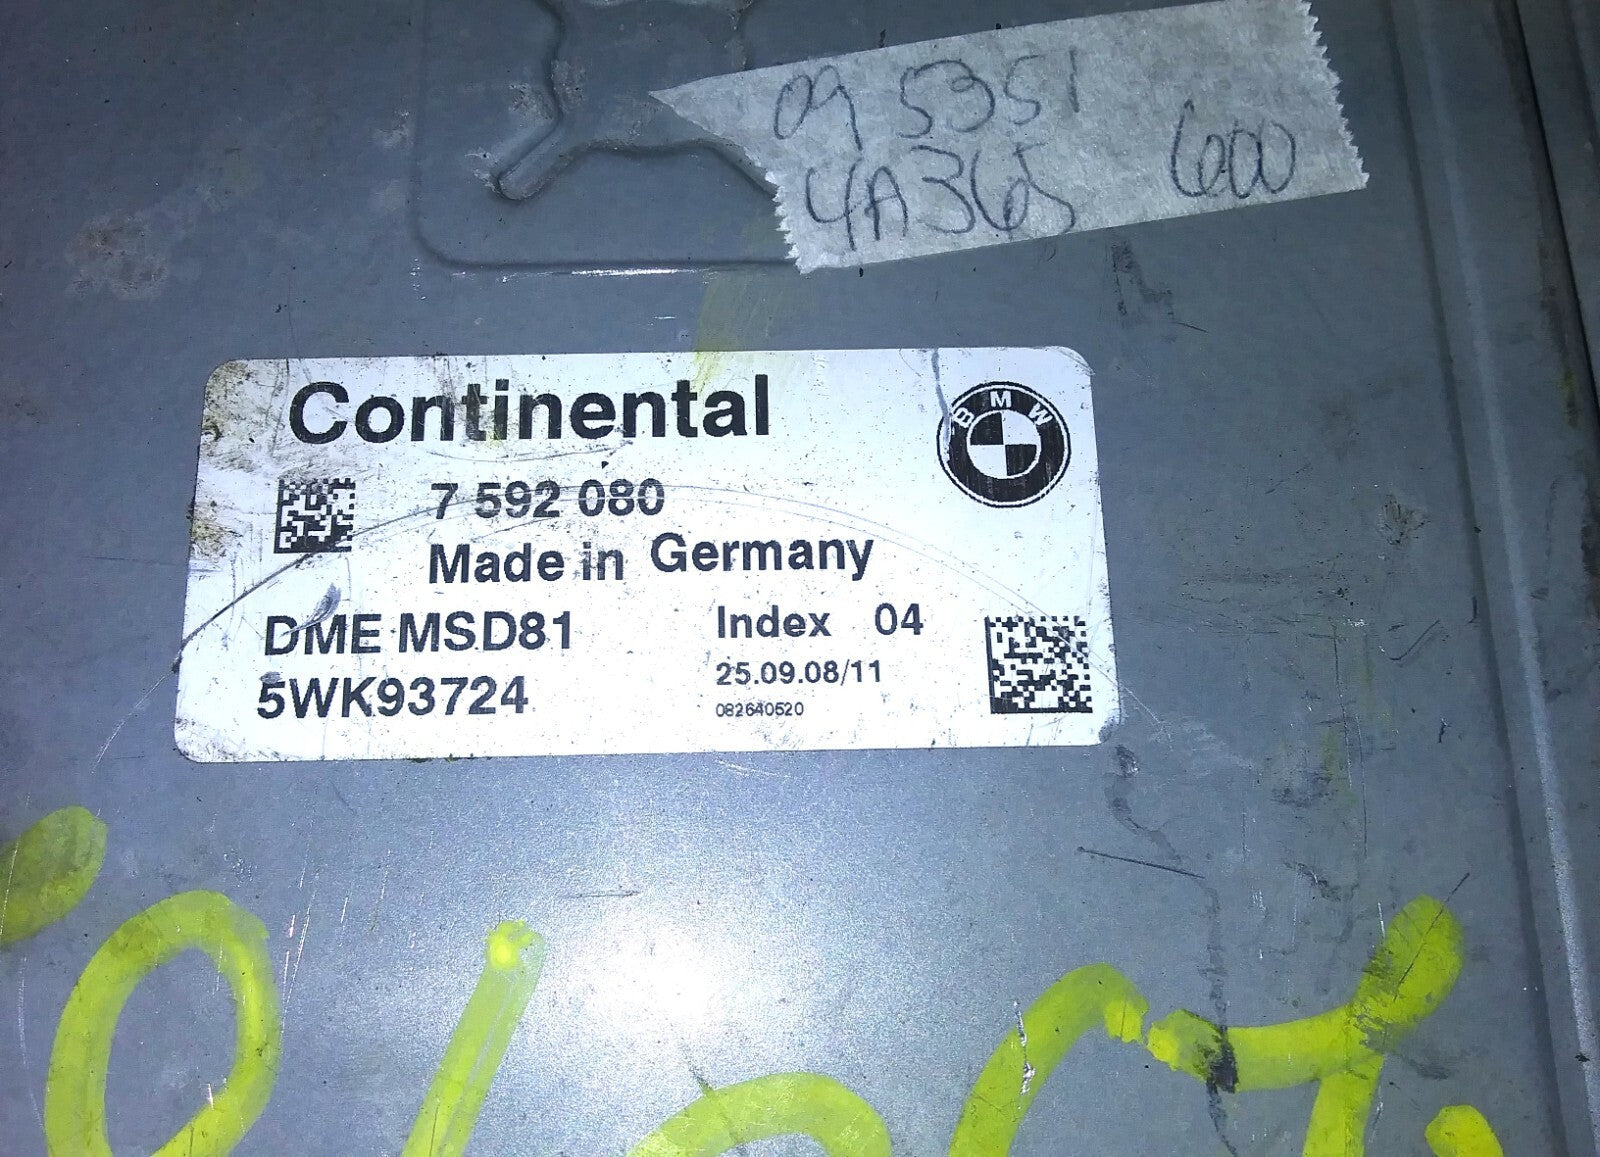 09 5351
4A365 600
Continental
BMW
7 592 080
Made in Germany
DME MSD81 Index 04
25.09.08/11
5WK93724
082640520